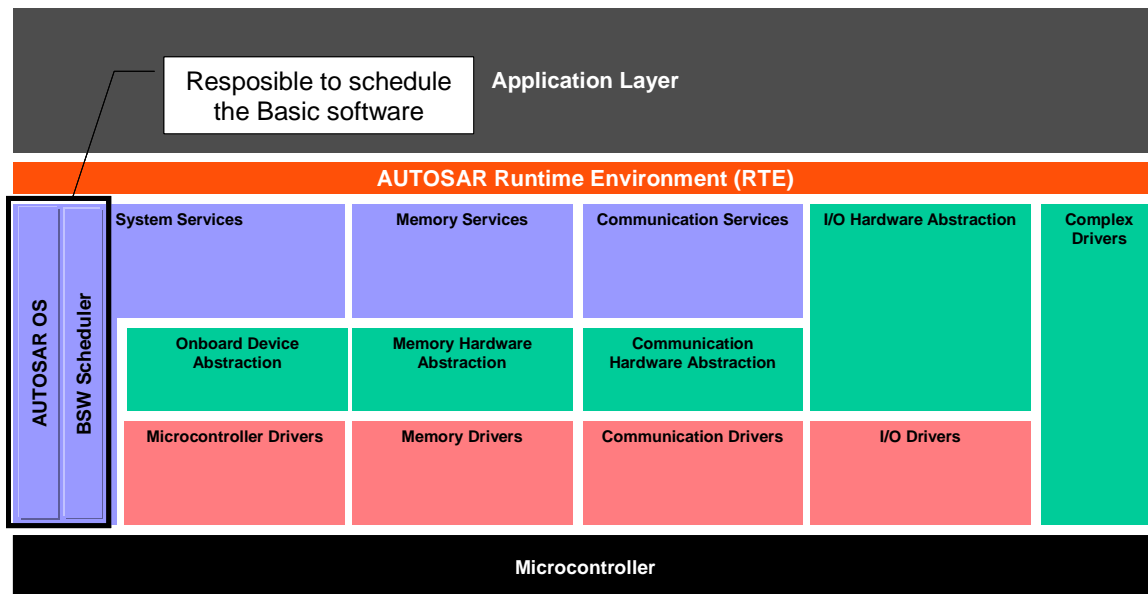 Resposible to schedule
the Basic software
Application Layer
AUTOSAR Runtime Environment (RTE)
AUTOSAR OS
BSW Scheduler
System Services
Memory Services
Communication Services
I/O Hardware Abstraction
Complex
Drivers
Onboard Device
Abstraction
Memory Hardware
Abstraction
Communication
Hardware Abstraction
Microcontroller Drivers
Memory Drivers
Communication Drivers
I/O Drivers
Microcontroller